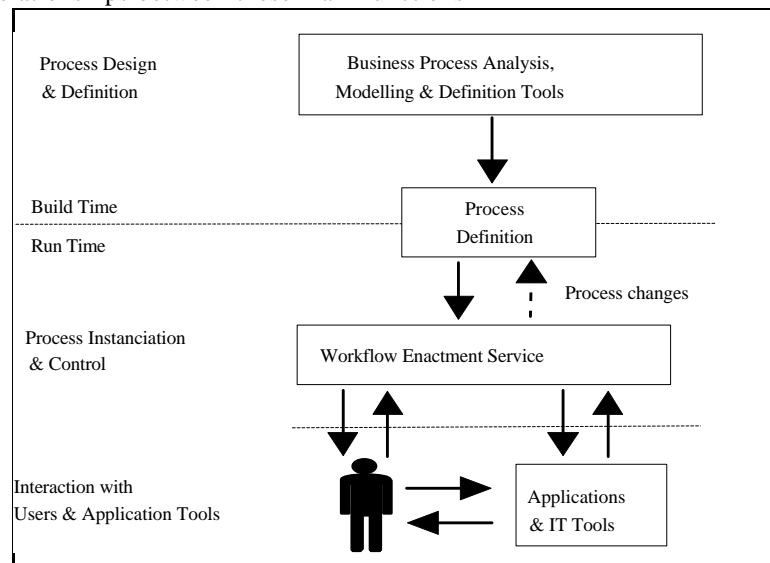 Process Design
& Definition
Business Process Analysis,
Modelling & Definition Tools
Build Time
Process
Definition
Run Time
Process changes
Process Instanciation
& Control
Workflow Enactment Service
Interaction with
Users & Application Tools
Applications
& IT Tools